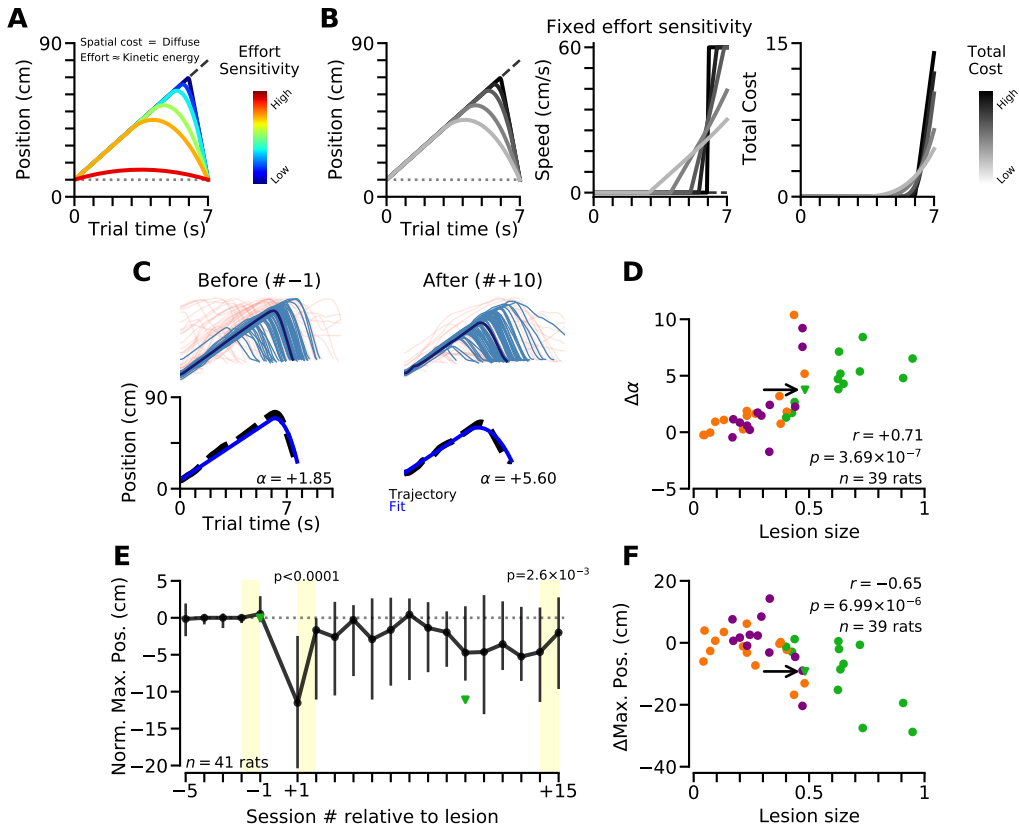 A
Spatial cost = Diffuse
Effort ≈ Kinetic energy
Effort
Sensitivity
High
Low
Position (cm)
90
0
0
7
Trial time (s)
B
Fixed effort sensitivity
Position (cm)
90
0
0
7
Trial time (s)
Speed (cm/s)
60
0
0
7
Total Cost
15
0
0
7
Total
Cost
High
Low
C
Before (#−1)
After (#+10)
Position (cm)
90
0
0
7
Trial time (s)
α = +1.85
α = +5.60
Trajectory
Fit
D
Δα
10
5
0
−5
r = +0.71
p = 3.69×10⁻⁷
n = 39 rats
0
0.5
1
Lesion size
E
p<0.0001
p=2.6×10⁻³
Norm. Max. Pos. (cm)
5
0
−5
−10
−15
−20
n = 41 rats
−5
−1
+1
+15
Session # relative to lesion
F
ΔMax. Pos. (cm)
20
0
−20
−40
r = −0.65
p = 6.99×10⁻⁶
n = 39 rats
0
0.5
1
Lesion size